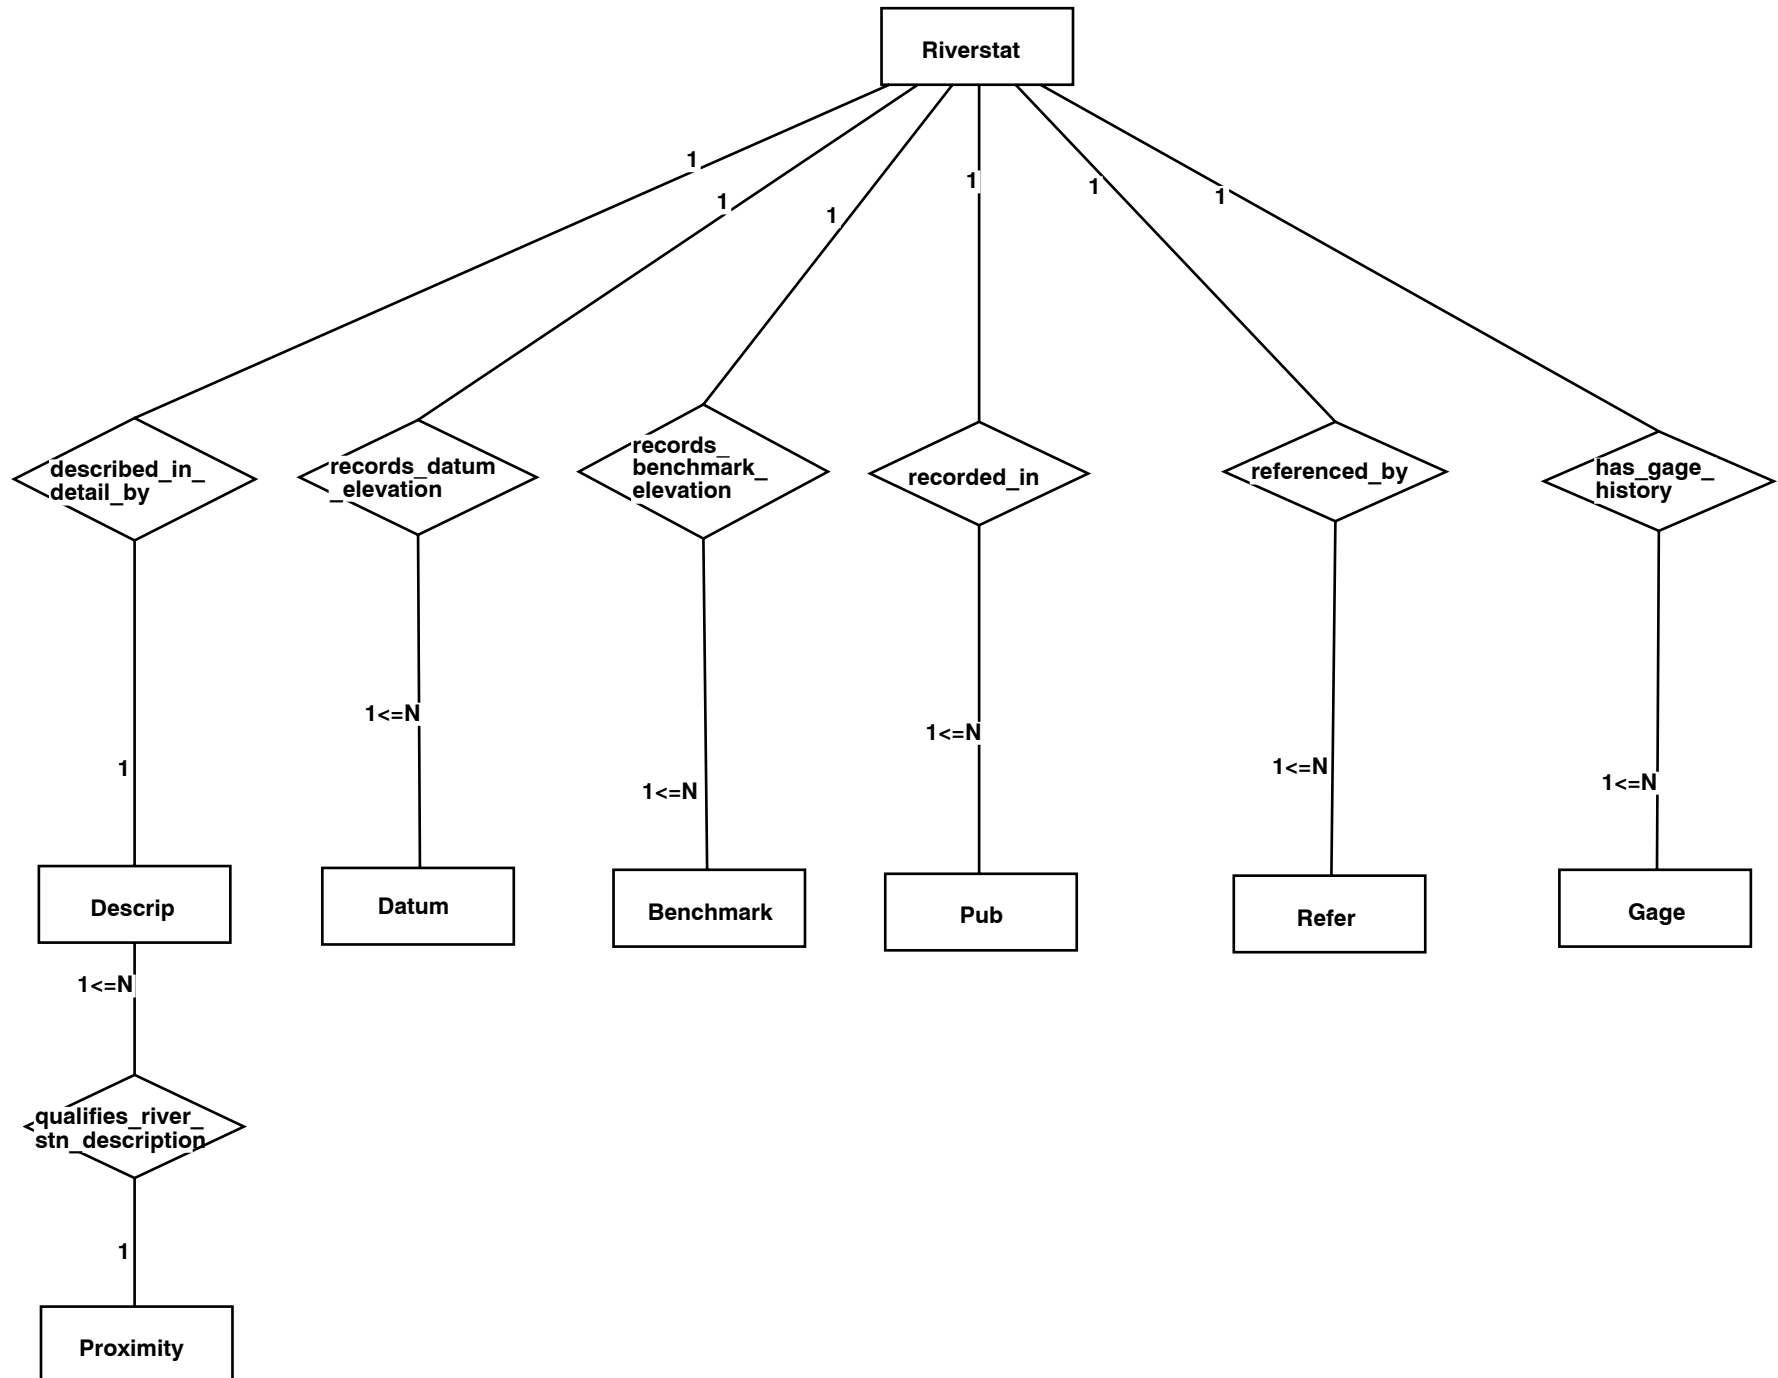 Riverstat
1
1
1
1
1
1
described_in_
detail_by
records_datum
_elevation
records_
benchmark_
elevation
recorded_in
referenced_by
has_gage_
history
1
1<=N
1<=N
1<=N
1<=N
1<=N
Descrip
Datum
Benchmark
Pub
Refer
Gage
1<=N
qualifies_river_
stn_description
1
Proximity